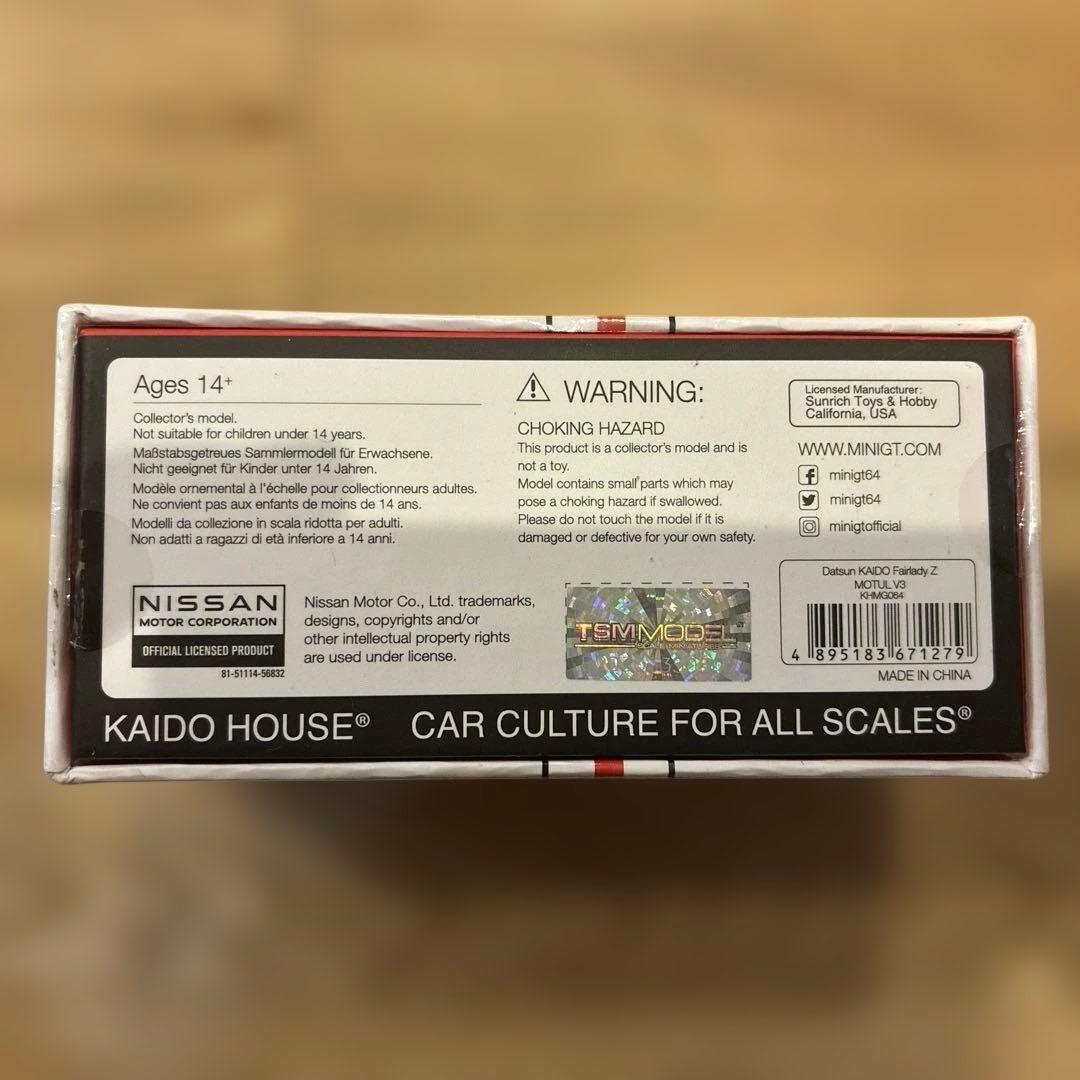 Ages 14+
Collector's model.
Not suitable for children under 14 years.
Maßstabsgetreues Sammlermodell für Erwachsene.
Nicht geeignet für Kinder unter 14 Jahren.
Modèle ornemental à l'échelle pour collectionneurs adultes.
Ne convient pas aux enfants de moins de 14 ans.
Modelli da collezione in scala ridotta per adulti.
Non adatti a ragazzi di età inferiore a 14 anni.
NISSAN
MOTOR CORPORATION
OFFICIAL LICENSED PRODUCT
81-51114-56832
Nissan Motor Co., Ltd. trademarks,
designs, copyrights and/or
other intellectual property rights
are used under license.
WARNING:
CHOKING HAZARD
This product is a collector's model and is
not a toy.
Model contains small parts which may
pose a choking hazard if swallowed.
Please do not touch the model if it is
damaged or defective for your own safety.
TSMMODEL
SCALE MINIATURES
Licensed Manufacturer:
Sunrich Toys & Hobby
California, USA
WWW.MINIGT.COM
minigt64
minigt64
minigtofficial
Datsun KAIDO Fairlady Z
MOTUL V3
KHMG064
4 895183 671279
MADE IN CHINA
KAIDO HOUSE® CAR CULTURE FOR ALL SCALES®